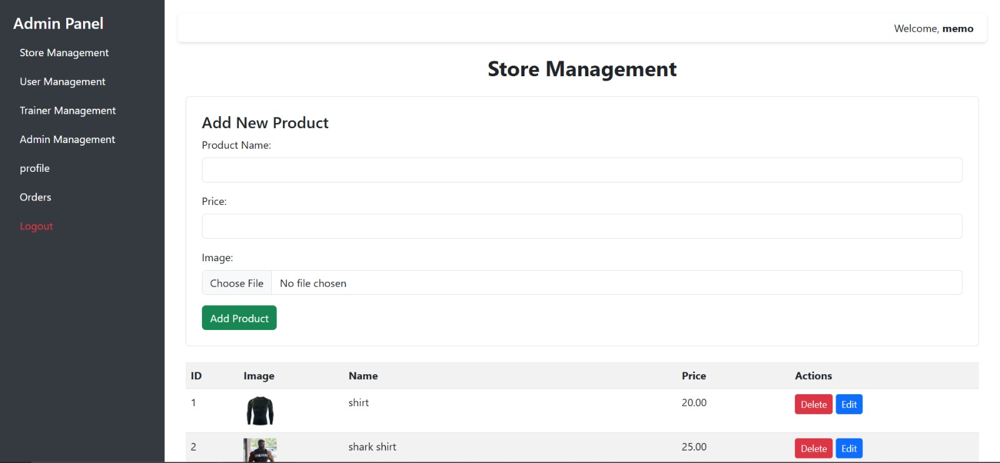 Admin Panel
Store Management
User Management
Trainer Management
Admin Management
profile
Orders
Logout
Welcome, memo
Store Management
Add New Product
Product Name:
Price:
Image:
Choose File No file chosen
Add Product
ID Image Name Price Actions
1 shirt 20.00 Delete Edit
2 shark shirt 25.00 Delete Edit